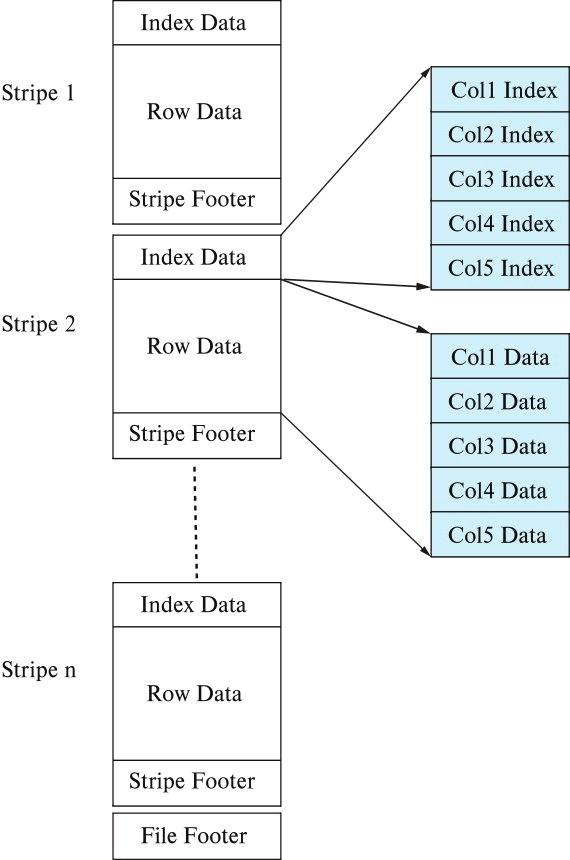 Stripe 1
Index Data
Row Data
Stripe Footer
Stripe 2
Index Data
Row Data
Stripe Footer
Col1 Index
Col2 Index
Col3 Index
Col4 Index
Col5 Index
Col1 Data
Col2 Data
Col3 Data
Col4 Data
Col5 Data
Stripe n
Index Data
Row Data
Stripe Footer
File Footer